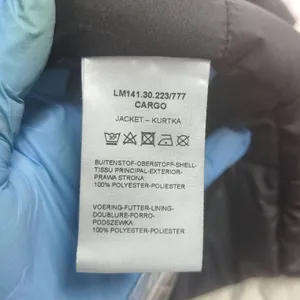 LM141.30.223/777
CARGO
JACKET – KURTKA
BUITENSTOF-OBERSTOFF-SHELL-
TISSU PRINCIPAL-EXTERIOR-
PRAWA STRONA:
100% POLYESTER-POLIESTER
VOERING-FUTTER-LINING-
DOUBLURE-FORRO-
PODSZEWKA:
100% POLYESTER-POLIESTER